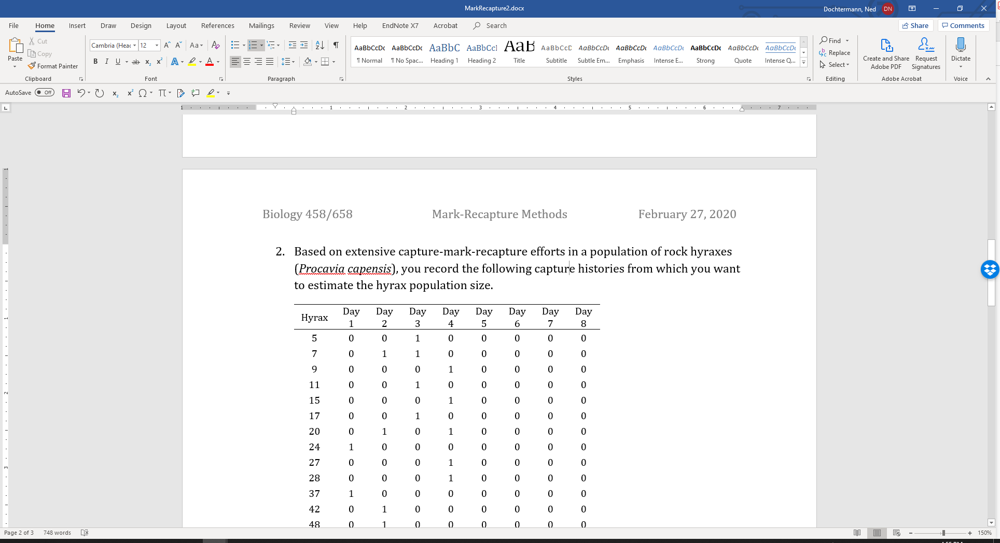 MarkRecapture2.docx
Dochtermann, Ned DN
File Home Insert Draw Design Layout References Mailings Review View Help EndNote X7 Acrobat Search
Share Comments
Paste
Cut
Copy
Format Painter
Clipboard
Cambria (Head 12
Aa
B I U ab x₂ x²
Font
Paragraph
AaBbCcDc AaBbCcDc AaBbC AaBbCcI AaB AaBbCcD AaBbCcDc AaBbCcDc AaBbCcDc AaBbCcDc AaBbCcDc AaBbCcDc
¶ Normal ¶ No Spac... Heading 1 Heading 2 Title Subtitle Subtle Em... Emphasis Intense E... Strong Quote Intense Q...
Styles
Find
Replace
Select
Editing
Create and Share Adobe PDF
Request Signatures
Adobe Acrobat
Dictate
Voice
AutoSave Off
1 1 2 3 4 5 6 7
Biology 458/658 Mark-Recapture Methods February 27, 2020
2. Based on extensive capture-mark-recapture efforts in a population of rock hyraxes
(Procavia capensis), you record the following capture histories from which you want
to estimate the hyrax population size.
Hyrax Day 1 Day 2 Day 3 Day 4 Day 5 Day 6 Day 7 Day 8
5 0 0 1 0 0 0 0 0
7 0 1 1 0 0 0 0 0
9 0 0 0 1 0 0 0 0
11 0 0 1 0 0 0 0 0
15 0 0 0 1 0 0 0 0
17 0 0 1 0 0 0 0 0
20 0 1 0 1 0 0 0 0
24 1 0 0 0 0 0 0 0
27 0 0 0 1 0 0 0 0
28 0 0 0 1 0 0 0 0
37 1 0 0 0 0 0 0 0
42 0 1 0 0 0 0 0 0
48 0 1 0 0 0 0 0 0
Page 2 of 3 748 words
150%